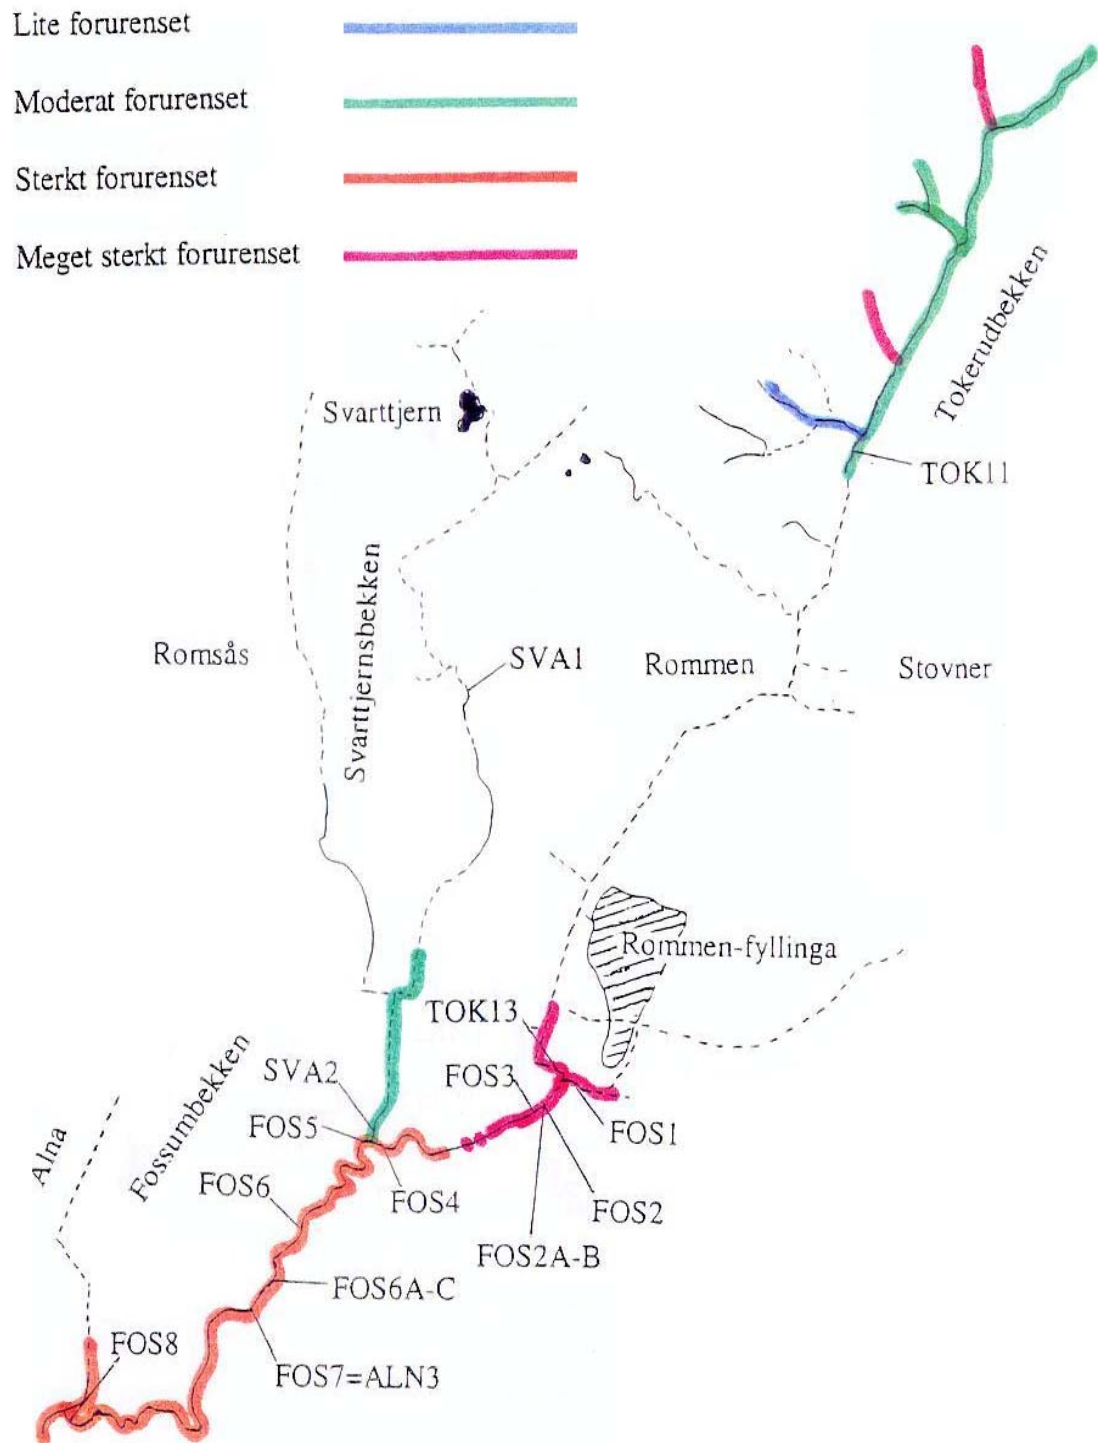 Lite forurenset
Moderat forurenset
Sterkt forurenset
Meget sterkt forurenset
Tokerudbekken
Svarttjern
TOK11
Svarttjernsbekken
Romsås
SVA1
Rommen
Stovner
Rommen-fyllinga
TOK13
SVA2
FOS3
Fossumbekken
FOS5
FOS1
Alna
FOS6
FOS4
FOS2
FOS2A-B
FOS6A-C
FOS8
FOS7=ALN3